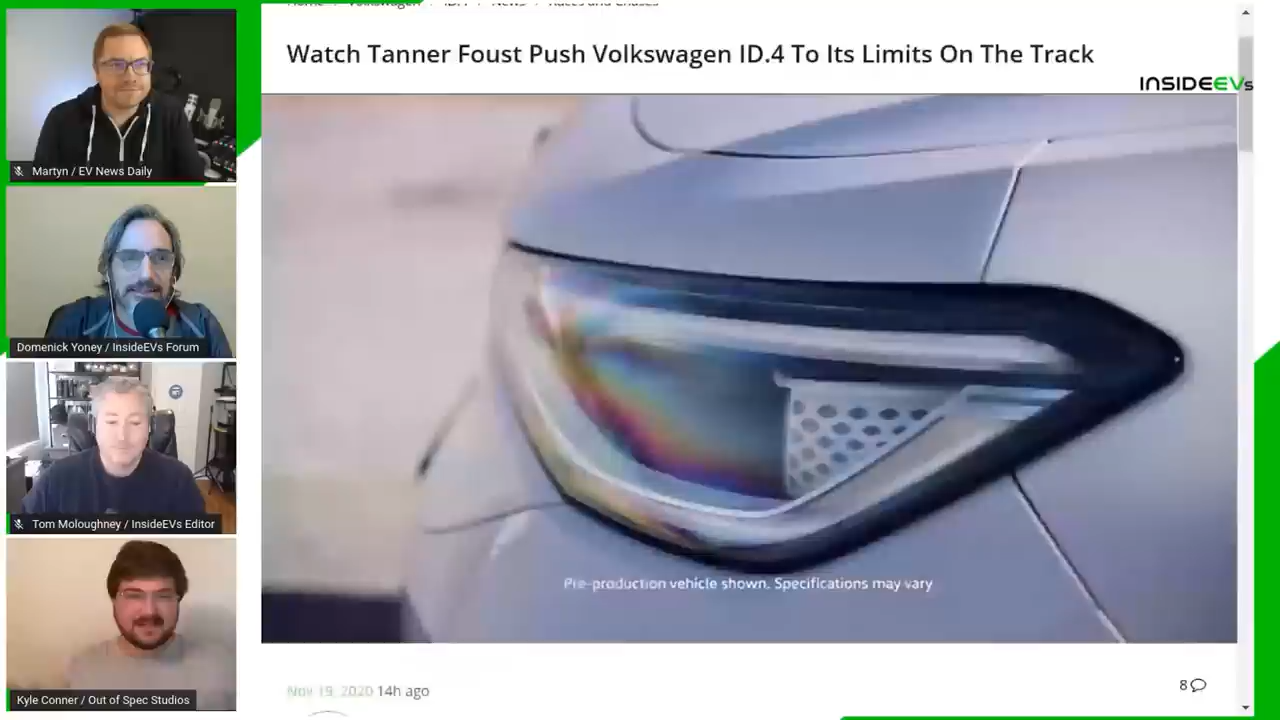 Watch Tanner Foust Push Volkswagen ID.4 To Its Limits On The Track
INSIDEEVs
Martyn / EV News Daily
Domenick Yoney / InsideEVs Forum
Tom Moloughney / InsideEVs Editor
Kyle Conner / Out of Spec Studios
Pre-production vehicle shown. Specifications may vary
Nov 19, 2020 14h ago
8